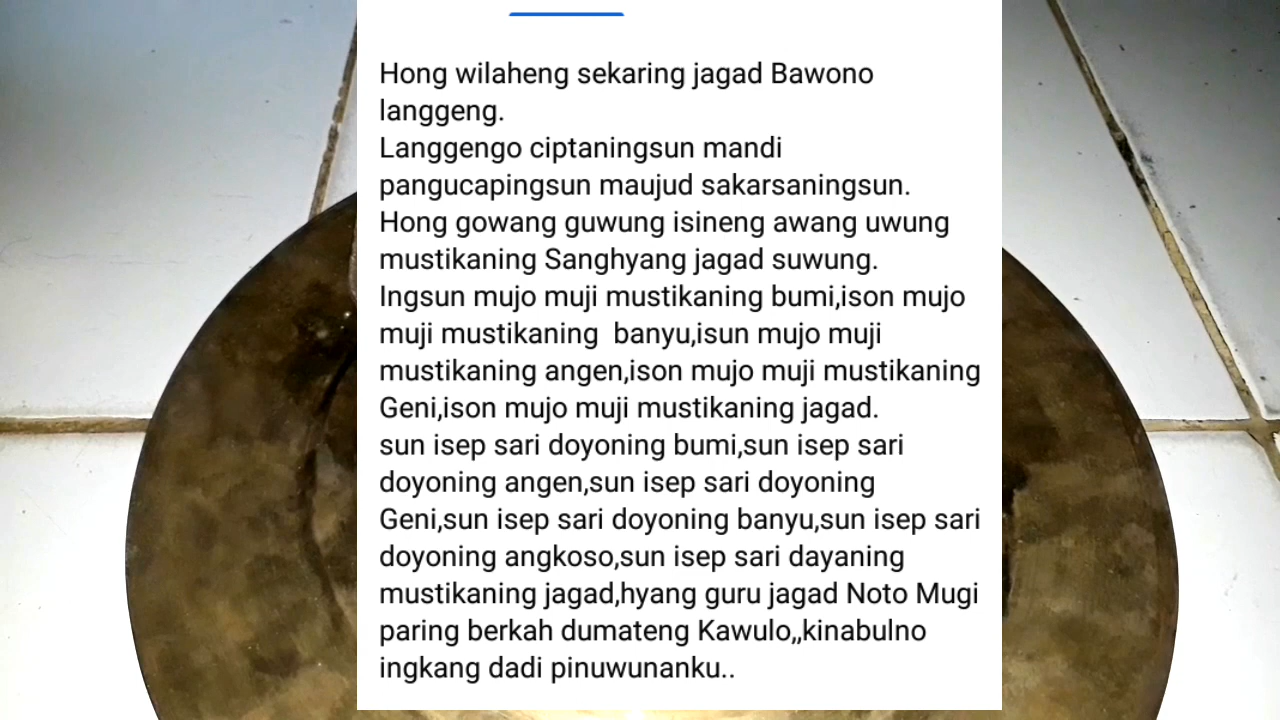 Hong wilaheng sekaring jagad Bawono
langgeng.
Langgengo ciptaningsun mandi
pangucapingsun maujud sakarsaningsun.
Hong gowang guwung isineng awang uwung
mustikaning Sanghyang jagad suwung.
Ingsun mujo muji mustikaning bumi,ison mujo
muji mustikaning  banyu,isun mujo muji
mustikaning angen,ison mujo muji mustikaning
Geni,ison mujo muji mustikaning jagad.
sun isep sari doyoning bumi,sun isep sari
doyoning angen,sun isep sari doyoning
Geni,sun isep sari doyoning banyu,sun isep sari
doyoning angkoso,sun isep sari dayaning
mustikaning jagad,hyang guru jagad Noto Mugi
paring berkah dumateng Kawulo,,kinabulno
ingkang dadi pinuwunanku..